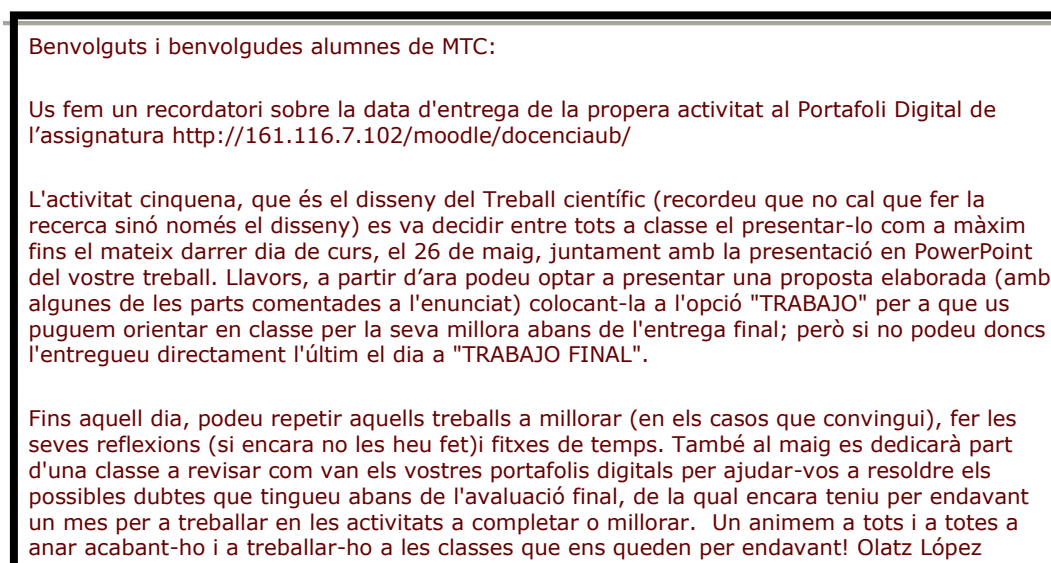 Benvolguts i benvolgudes alumnes de MTC:
Us fem un recordatori sobre la data d'entrega de la propera activitat al Portafoli Digital de
l’assignatura http://161.116.7.102/moodle/docenciaub/
L'activitat cinquena, que és el disseny del Treball científic (recordeu que no cal que fer la
recerca sinó només el disseny) es va decidir entre tots a classe el presentar-lo com a màxim
fins el mateix darrer dia de curs, el 26 de maig, juntament amb la presentació en PowerPoint
del vostre treball. Llavors, a partir d’ara podeu optar a presentar una proposta elaborada (amb
algunes de les parts comentades a l'enunciat) colocant-la a l'opció "TRABAJO" per a que us
puguem orientar en classe per la seva millora abans de l'entrega final; però si no podeu doncs
l'entregueu directament l'últim el dia a "TRABAJO FINAL".
Fins aquell dia, podeu repetir aquells treballs a millorar (en els casos que convingui), fer les
seves reflexions (si encara no les heu fet)i fitxes de temps. També al maig es dedicarà part
d'una classe a revisar com van els vostres portafolis digitals per ajudar-vos a resoldre els
possibles dubtes que tingueu abans de l'avaluació final, de la qual encara teniu per endavant
un mes per a treballar en les activitats a completar o millorar.  Un animem a tots i a totes a
anar acabant-ho i a treballar-ho a les classes que ens queden per endavant! Olatz López